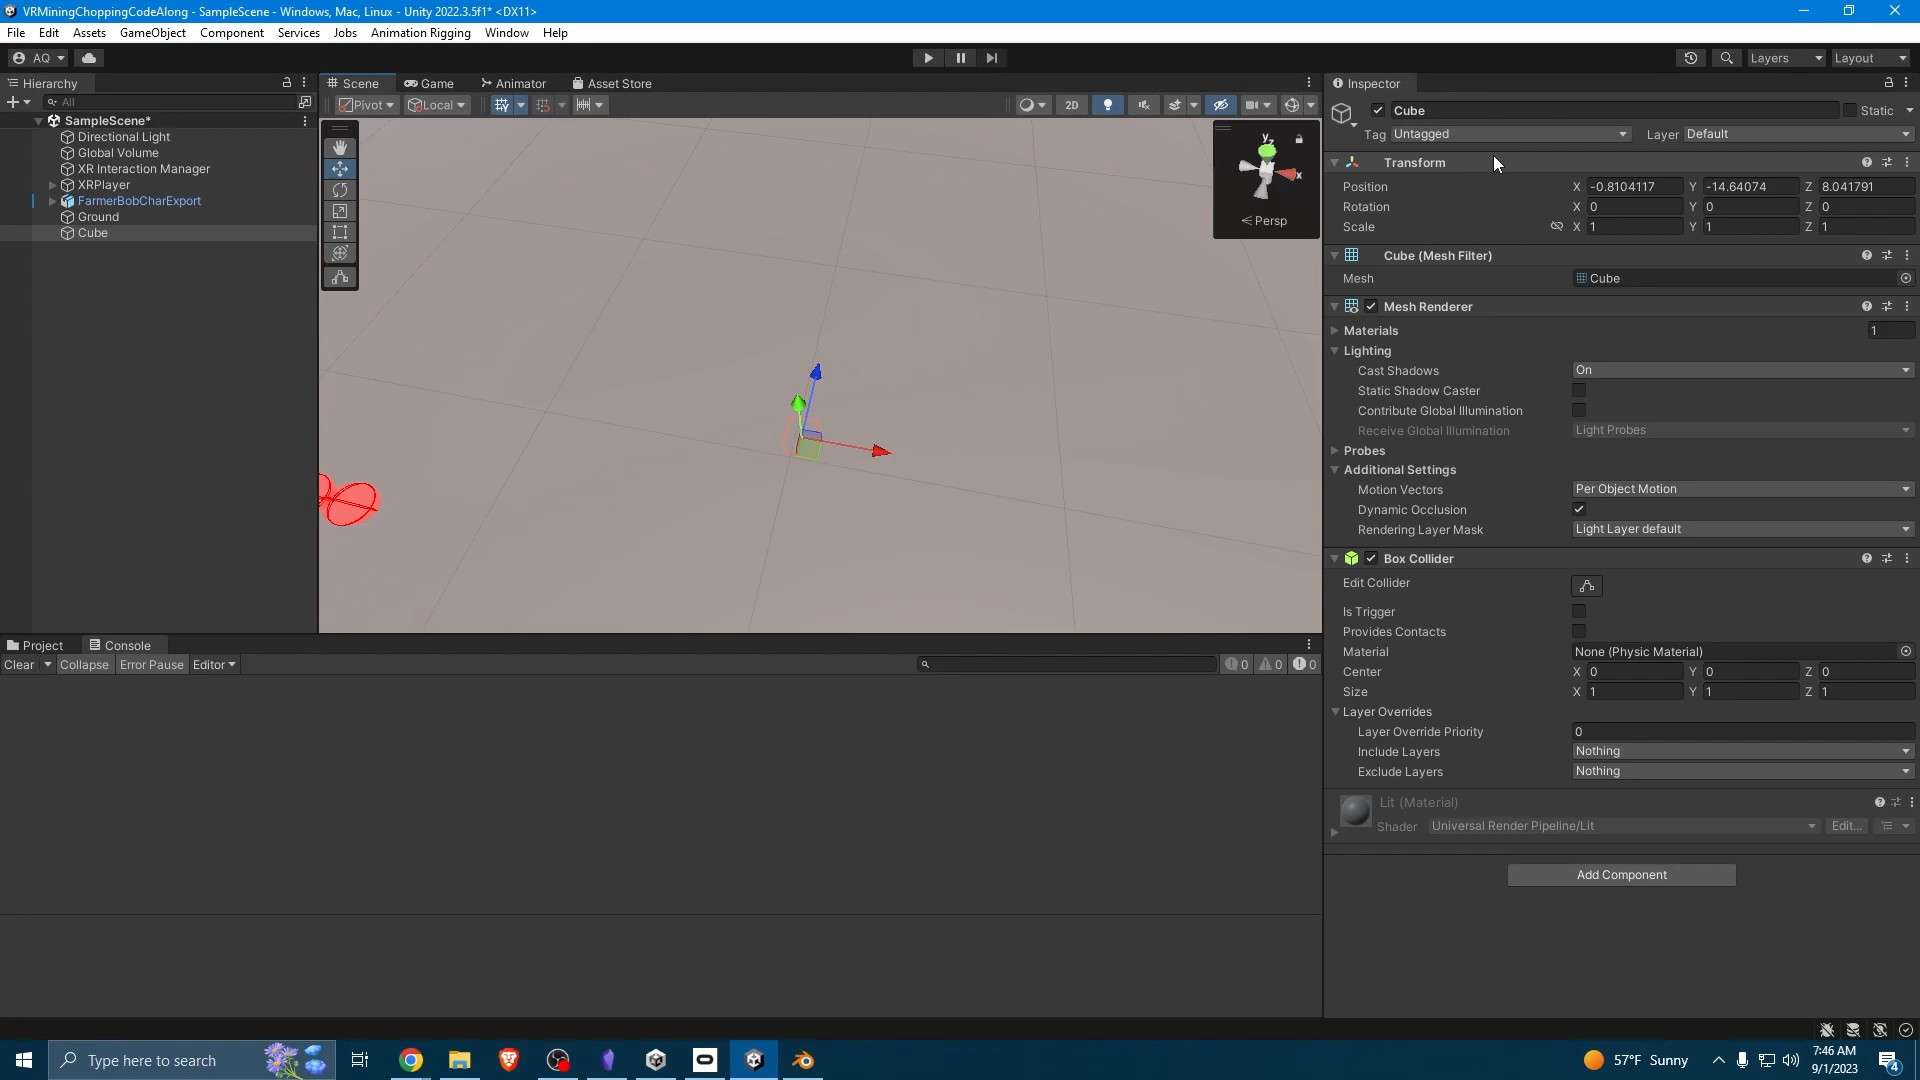 VRMiningChoppingCodeAlong - SampleScene - Windows, Mac, Linux - Unity 2022.3.5f1* <DX11>
File Edit Assets GameObject Component Services Jobs Animation Rigging Window Help
AQ Layers Layout
Hierarchy Scene Game Animator Asset Store Inspector
All Pivot Local 2D Cube Static
SampleScene* Tag Untagged Layer Default
Directional Light
Global Volume
XR Interaction Manager
XRPlayer
FarmerBobCharExport
Ground
Cube
y x
Persp
Transform
Position X -0.8104117 Y -14.64074 Z 8.041791
Rotation X 0 Y 0 Z 0
Scale X 1 Y 1 Z 1
Cube (Mesh Filter)
Mesh Cube
Mesh Renderer
Materials 1
Lighting
Cast Shadows On
Static Shadow Caster
Contribute Global Illumination
Receive Global Illumination Light Probes
Probes
Additional Settings
Motion Vectors Per Object Motion
Dynamic Occlusion
Rendering Layer Mask Light Layer default
Box Collider
Edit Collider
Is Trigger
Provides Contacts
Material None (Physic Material)
Center X 0 Y 0 Z 0
Size X 1 Y 1 Z 1
Layer Overrides
Layer Override Priority 0
Include Layers Nothing
Exclude Layers Nothing
Lit (Material)
Shader Universal Render Pipeline/Lit Edit...
Add Component
Project Console
Clear Collapse Error Pause Editor 0 0 0
Type here to search
57°F Sunny
7:46 AM
9/1/2023
4